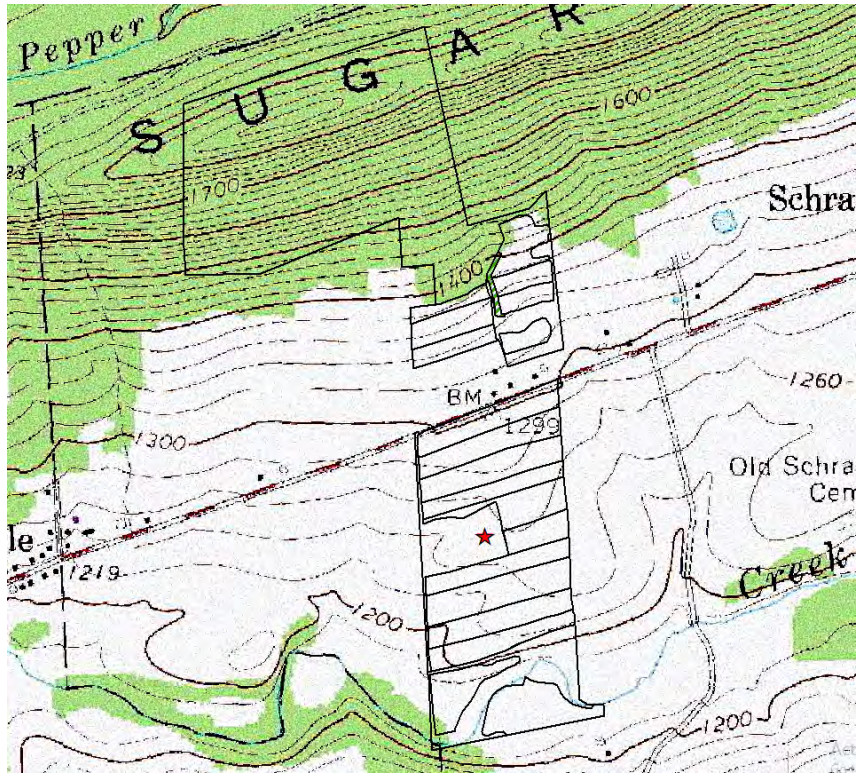 Pepper
S U G A R
1600
23
1700
Schra
1400
1260
BM
1299
1300
Old Schra
Cem
le
1219
Creek
1200
1200